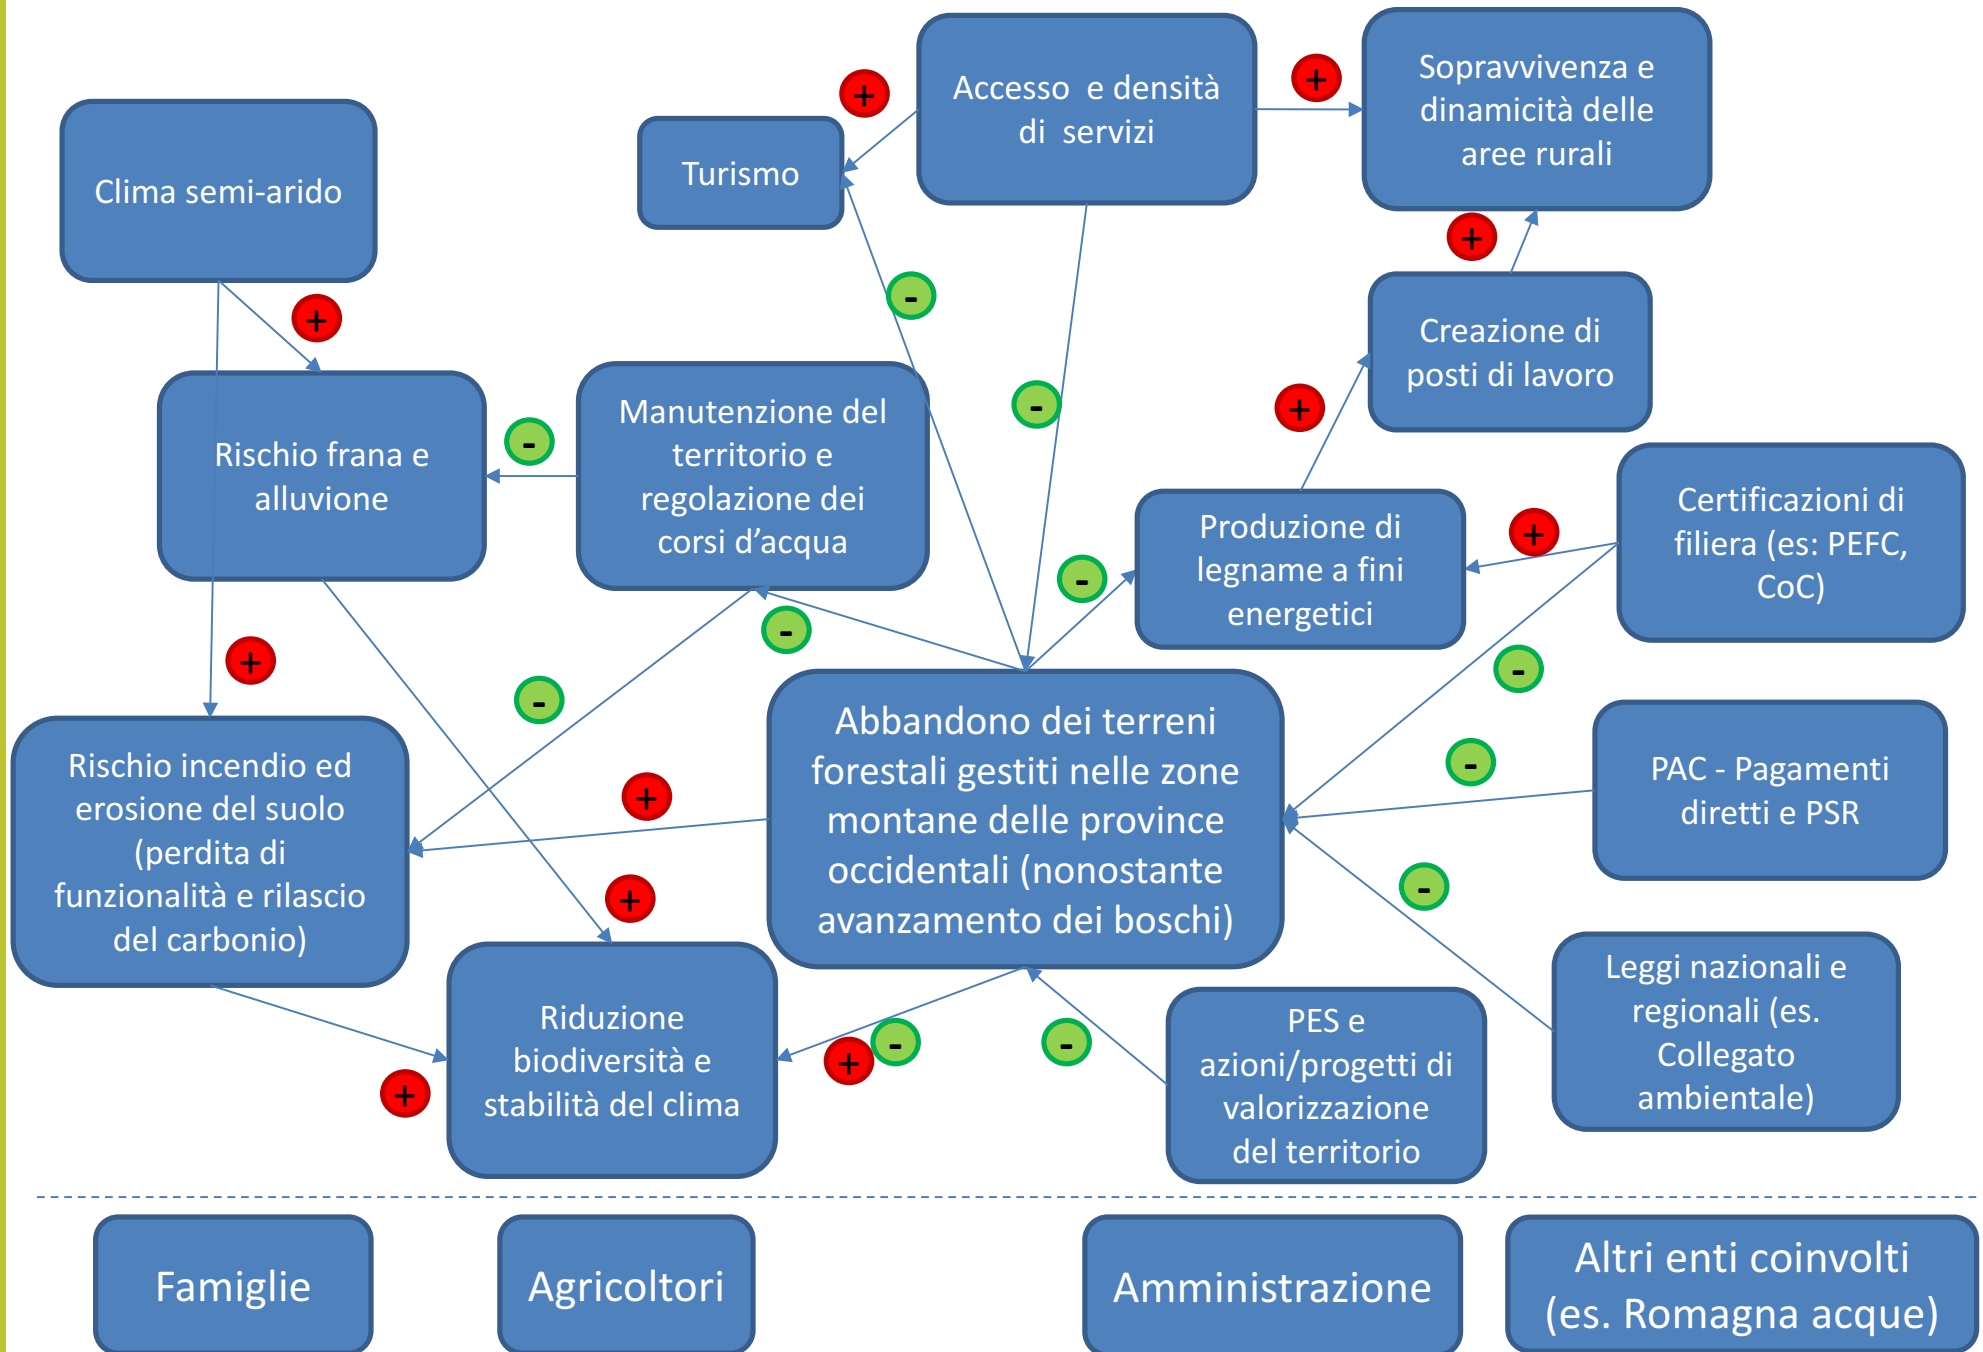 Accesso e densità
di servizi
Sopravvivenza e
dinamicità delle
aree rurali
+
+
Turismo
Clima semi-arido
+
-
+
Creazione di
posti di lavoro
Rischio frana e
alluvione
-
Manutenzione del
territorio e
regolazione dei
corsi d'acqua
-
+
Produzione di
legname a fini
energetici
+
Certificazioni di
filiera (es: PEFC,
CoC)
-
-
+
-
-
Rischio incendio ed
erosione del suolo
(perdita di
funzionalità e rilascio
del carbonio)
+
Abbandono dei terreni
forestali gestiti nelle zone
montane delle province
occidentali (nonostante
avanzamento dei boschi)
-
PAC - Pagamenti
diretti e PSR
+
-
Leggi nazionali e
regionali (es.
Collegato
ambientale)
Riduzione
biodiversità e
stabilità del clima
+
+
-
-
PES e
azioni/progetti di
valorizzazione
del territorio
Famiglie
Agricoltori
Amministrazione
Altri enti coinvolti
(es. Romagna acque)